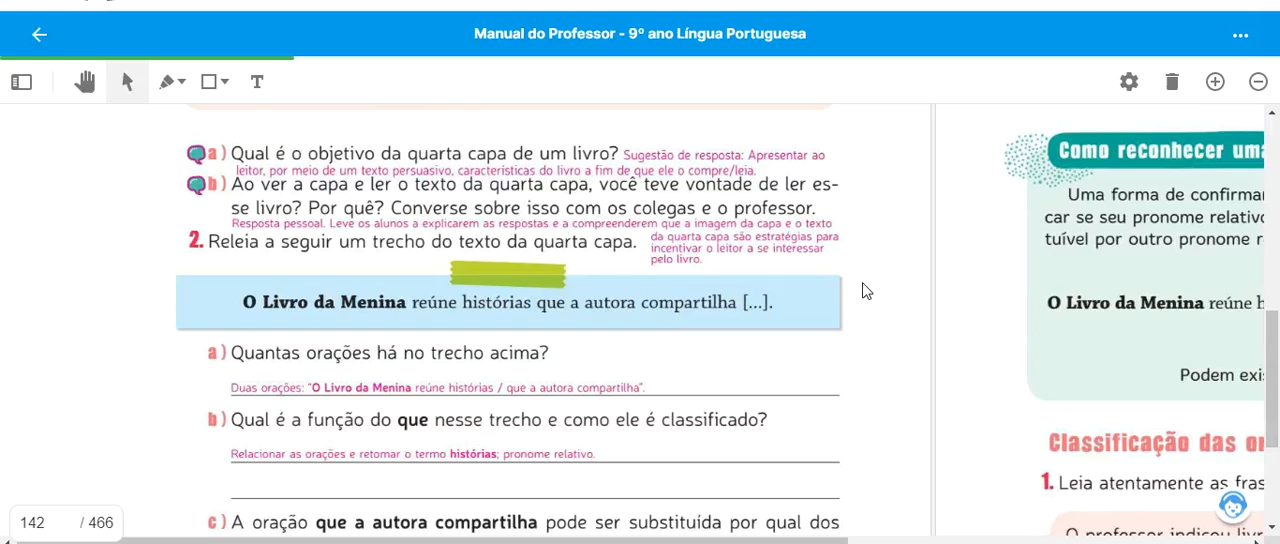 Manual do Professor - 9º ano Língua Portuguesa
T
a) Qual é o objetivo da quarta capa de um livro? Sugestão de resposta: Apresentar ao
leitor, por meio de um texto persuasivo, características do livro a fim de que ele o compre/leia.
b) Ao ver a capa e ler o texto da quarta capa, você teve vontade de ler es-
se livro? Por quê? Converse sobre isso com os colegas e o professor.
Resposta pessoal. Leve os alunos a explicarem as respostas e a compreenderem que a imagem da capa e o texto
da quarta capa são estratégias para
incentivar o leitor a se interessar
pelo livro.
2. Releia a seguir um trecho do texto da quarta capa.
O Livro da Menina reúne histórias que a autora compartilha [...].
a) Quantas orações há no trecho acima?
Duas orações: "O Livro da Menina reúne histórias / que a autora compartilha".
b) Qual é a função do que nesse trecho e como ele é classificado?
Relacionar as orações e retomar o termo histórias; pronome relativo.
c) A oração que a autora compartilha pode ser substituída por qual dos
142 / 466
Como reconhecer uma
Uma forma de confirma
car se seu pronome relativo
tuível por outro pronome r
O Livro da Menina reúne h
Podem exi
Classificação das o
1. Leia atentamente as fras
O professor indicou livr